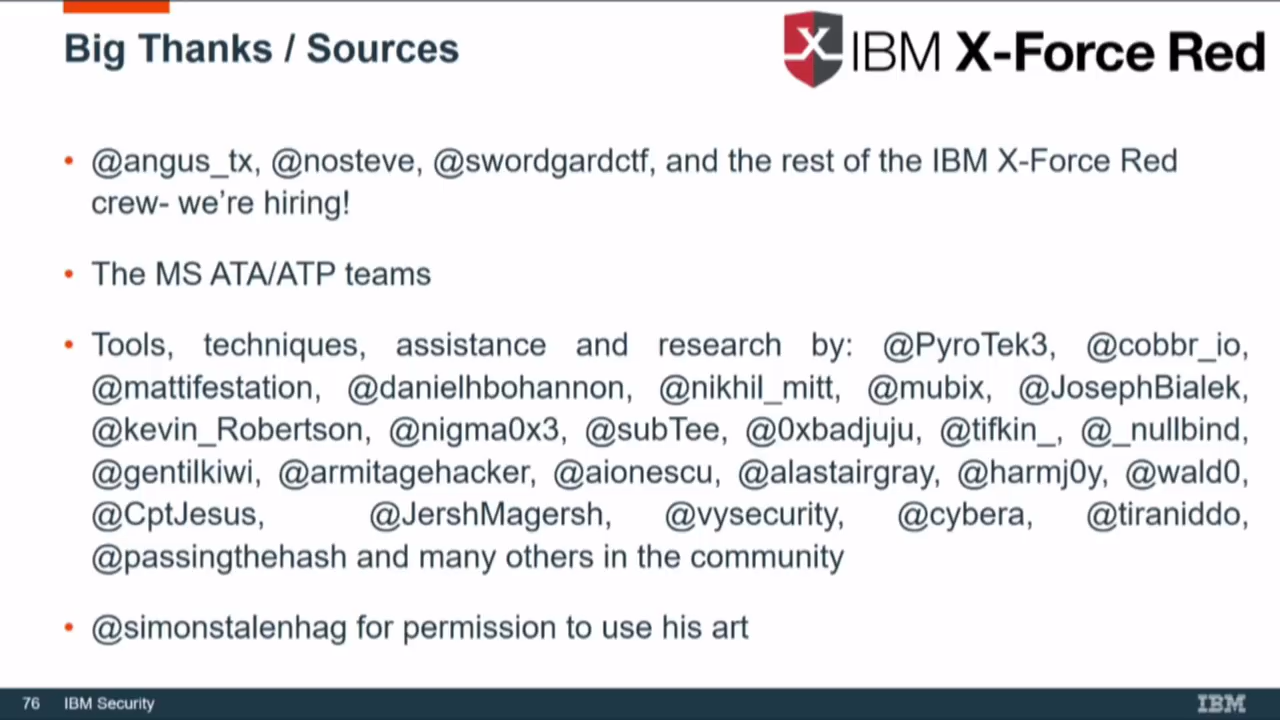 Big Thanks / Sources
X IBM X-Force Red
• @angus_tx, @nosteve, @swordgardctf, and the rest of the IBM X-Force Red
crew- we're hiring!
• The MS ATA/ATP teams
• Tools, techniques, assistance and research by: @PyroTek3, @cobbr_io,
@mattifestation, @danielhbohannon, @nikhil_mitt, @mubix, @JosephBialek,
@kevin_Robertson, @nigma0x3, @subTee, @0xbadjuju, @tifkin_, @_nullbind,
@gentilkiwi, @armitagehacker, @aionescu, @alastairgray, @harmj0y, @wald0,
@CptJesus, @JershMagersh, @vysecurity, @cybera, @tiraniddo,
@passingthehash and many others in the community
• @simonstalenhag for permission to use his art
76 IBM Security IBM